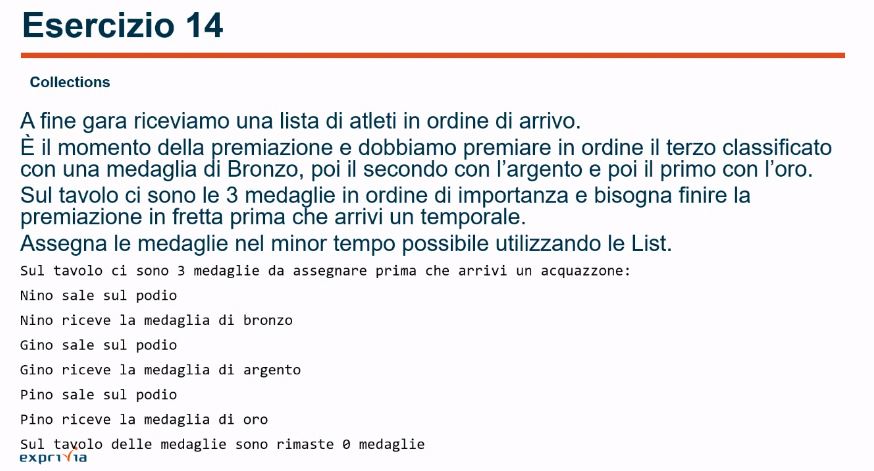 Esercizio 14
Collections
A fine gara riceviamo una lista di atleti in ordine di arrivo.
È il momento della premiazione e dobbiamo premiare in ordine il terzo classificato
con una medaglia di Bronzo, poi il secondo con l'argento e poi il primo con l'oro.
Sul tavolo ci sono le 3 medaglie in ordine di importanza e bisogna finire la
premiazione in fretta prima che arrivi un temporale.
Assegna le medaglie nel minor tempo possibile utilizzando le List.
Sul tavolo ci sono 3 medaglie da assegnare prima che arrivi un acquazzone:
Nino sale sul podio
Nino riceve la medaglia di bronzo
Gino sale sul podio
Gino riceve la medaglia di argento
Pino sale sul podio
Pino riceve la medaglia di oro
Sul tavolo delle medaglie sono rimaste 0 medaglie
exprivia